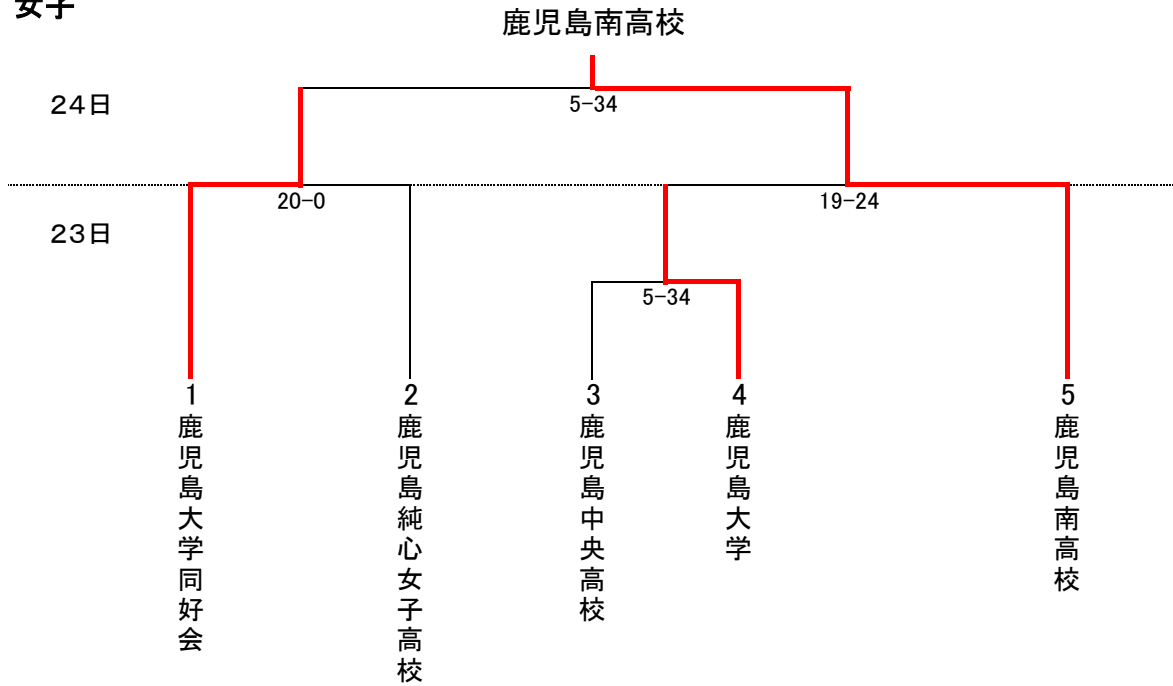 女子
鹿児島南高校
24日
5-34
20-0
19-24
23日
5-34
1
鹿児島大学同好会
2
鹿児島純心女子高校
3
鹿児島中央高校
4
鹿児島大学
5
鹿児島南高校